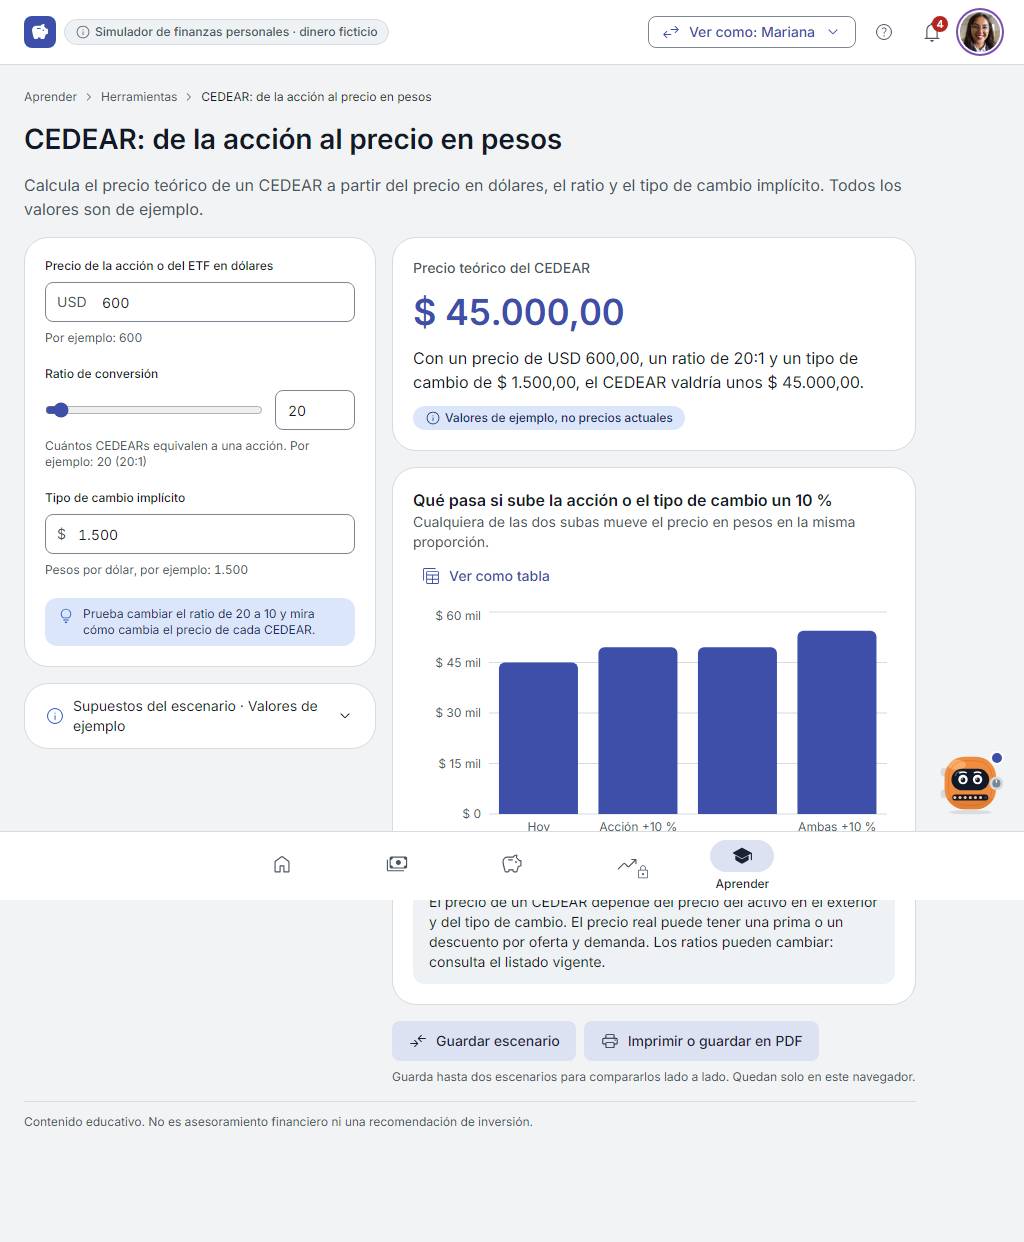 Simulador de finanzas personales · dinero ficticio
Ver como: Mariana
4
Aprender
Herramientas
CEDEAR: de la acción al precio en pesos
CEDEAR: de la acción al precio en pesos
Calcula el precio teórico de un CEDEAR a partir del precio en dólares, el ratio y el tipo de cambio implícito. Todos los
valores son de ejemplo.
Precio de la acción o del ETF en dólares
USD 600
Por ejemplo: 600
Ratio de conversión
20
Cuántos CEDEARs equivalen a una acción. Por
ejemplo: 20 (20:1)
Tipo de cambio implícito
$ 1.500
Pesos por dólar, por ejemplo: 1.500
Prueba cambiar el ratio de 20 a 10 y mira
cómo cambia el precio de cada CEDEAR.
Supuestos del escenario · Valores de
ejemplo
Precio teórico del CEDEAR
$ 45.000,00
Con un precio de USD 600,00, un ratio de 20:1 y un tipo de
cambio de $ 1.500,00, el CEDEAR valdría unos $ 45.000,00.
Valores de ejemplo, no precios actuales
Qué pasa si sube la acción o el tipo de cambio un 10 %
Cualquiera de las dos subas mueve el precio en pesos en la misma
proporción.
Ver como tabla
$ 60 mil
$ 45 mil
$ 30 mil
$ 15 mil
$ 0
Hoy
Acción +10 %
Ambas +10 %
Aprender
El precio de un CEDEAR depende del precio del activo en el exterior
y del tipo de cambio. El precio real puede tener una prima o un
descuento por oferta y demanda. Los ratios pueden cambiar:
consulta el listado vigente.
Guardar escenario
Imprimir o guardar en PDF
Guarda hasta dos escenarios para compararlos lado a lado. Quedan solo en este navegador.
Contenido educativo. No es asesoramiento financiero ni una recomendación de inversión.